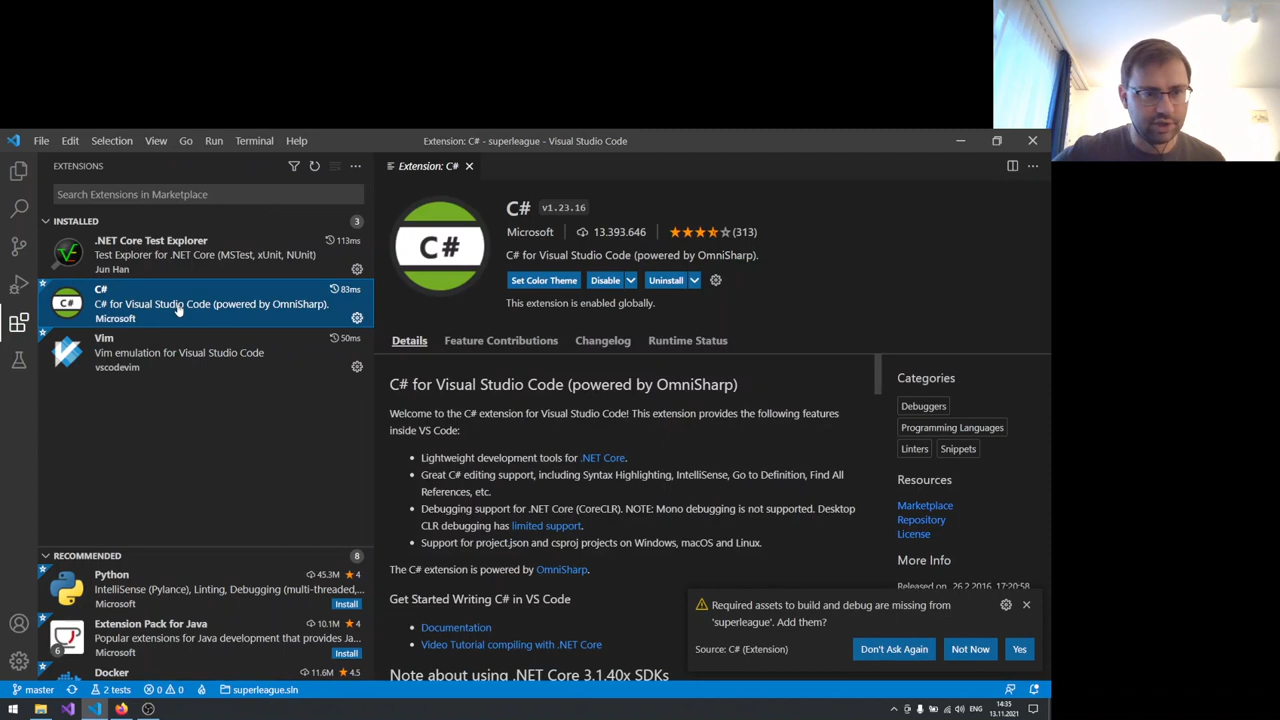 File Edit Selection View Go Run Terminal Help
Extension: C# - superleague - Visual Studio Code
EXTENSIONS
Search Extensions in Marketplace
INSTALLED
3
.NET Core Test Explorer
113ms
Test Explorer for .NET Core (MSTest, xUnit, NUnit)
Jun Han
C#
C#
83ms
C# for Visual Studio Code (powered by OmniSharp).
Microsoft
Vim
50ms
Vim emulation for Visual Studio Code
vscodevim
RECOMMENDED
8
Python
45.3M
4
IntelliSense (Pylance), Linting, Debugging (multi-threaded,...
Microsoft
Install
Extension Pack for Java
10.1M
4
Popular extensions for Java development that provides Ja...
Microsoft
Install
6
Docker
11.6M
4.5
Extension: C#
C#
C#
v1.23.16
Microsoft
13.393.646
(313)
C# for Visual Studio Code (powered by OmniSharp).
Set Color Theme
Disable
Uninstall
This extension is enabled globally.
Details
Feature Contributions
Changelog
Runtime Status
C# for Visual Studio Code (powered by OmniSharp)
Welcome to the C# extension for Visual Studio Code! This extension provides the following features
inside VS Code:
• Lightweight development tools for .NET Core.
• Great C# editing support, including Syntax Highlighting, IntelliSense, Go to Definition, Find All
References, etc.
• Debugging support for .NET Core (CoreCLR). NOTE: Mono debugging is not supported. Desktop
CLR debugging has limited support.
• Support for project.json and csproj projects on Windows, macOS and Linux.
The C# extension is powered by OmniSharp.
Get Started Writing C# in VS Code
• Documentation
• Video Tutorial compiling with .NET Core
Note about using .NET Core 3.1.40x SDKs
Categories
Debuggers
Programming Languages
Linters
Snippets
Resources
Marketplace
Repository
License
More Info
Released on 26.2.2016, 17:20:58
Required assets to build and debug are missing from
'superleague'. Add them?
Source: C# (Extension)
Don't Ask Again
Not Now
Yes
master
2 tests
0
0
superleague.sln
ENG
14:35
13.11.2021